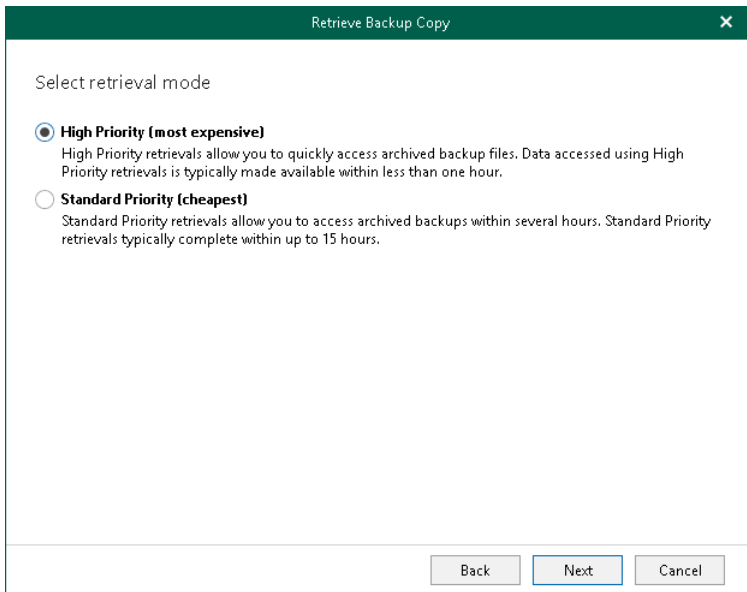 Retrieve Backup Copy
Select retrieval mode
High Priority (most expensive)
High Priority retrievals allow you to quickly access archived backup files. Data accessed using High
Priority retrievals is typically made available within less than one hour.
Standard Priority (cheapest)
Standard Priority retrievals allow you to access archived backups within several hours. Standard Priority
retrievals typically complete within up to 15 hours.
Back Next Cancel